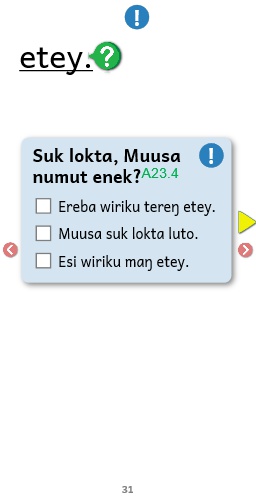 !
etey.?
!
Suk lokta, Muusa
numut enek?A23.4
Ereba wiriku tereŋ etey.
Muusa suk lokta luto.
Esi wiriku maŋ etey.
31